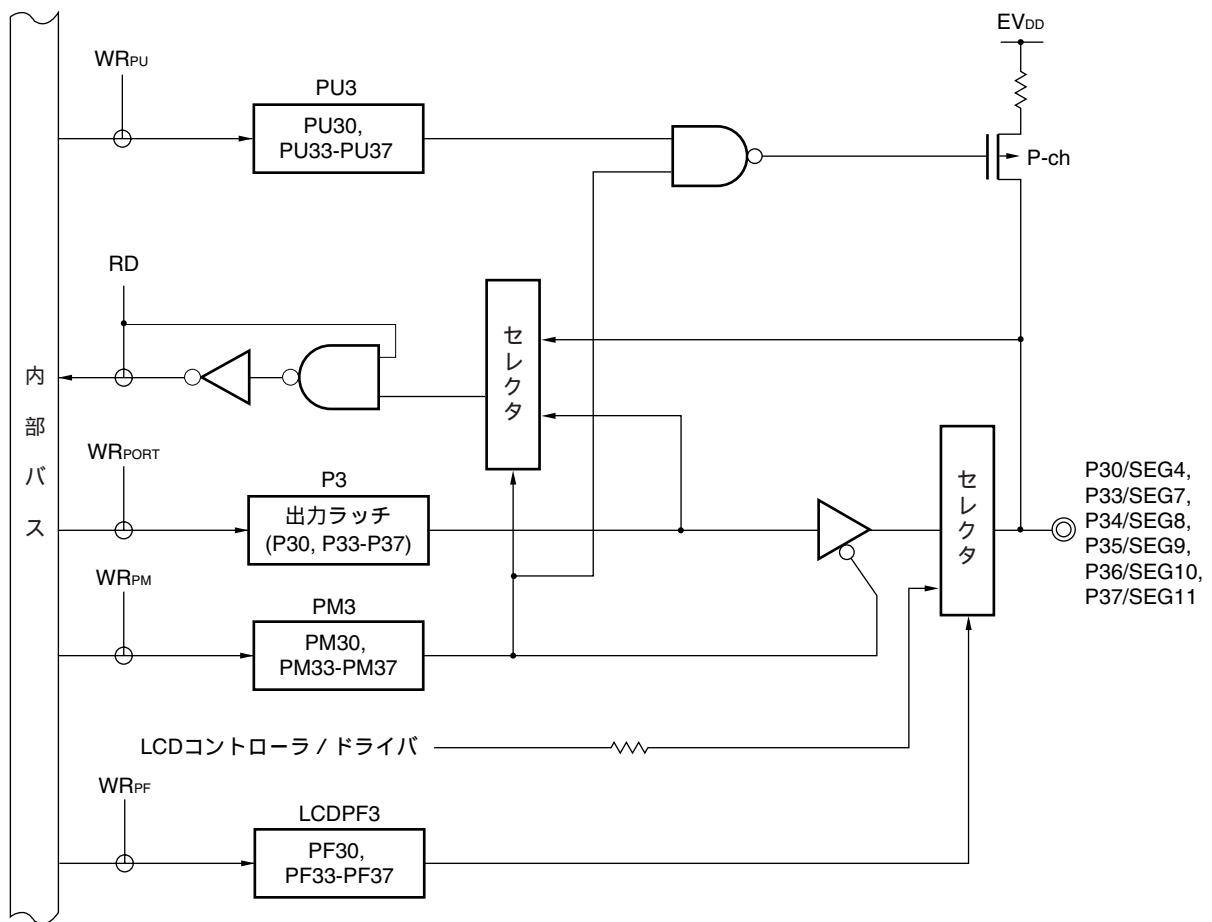 EVDD
WRPU
PU3
PU30,
PU33-PU37
P-ch
RD
セレクタ
内部バス
WRPORT
P3
出力ラッチ
(P30, P33-P37)
セレクタ
P30/SEG4,
P33/SEG7,
P34/SEG8,
P35/SEG9,
P36/SEG10,
P37/SEG11
WRPM
PM3
PM30,
PM33-PM37
LCDコントローラ / ドライバ
WRPF
LCDPF3
PF30,
PF33-PF37